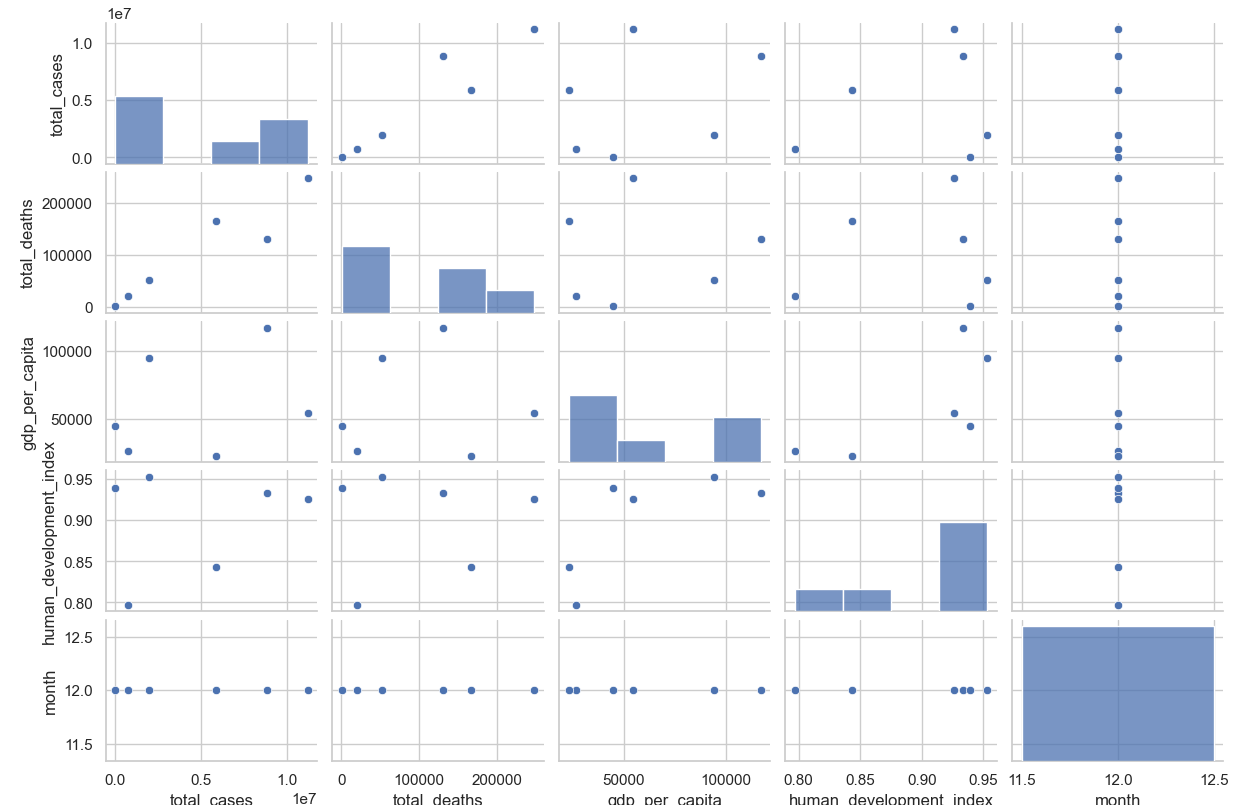 1e7
total_cases
1.0
0.5
0.0
total_deaths
200000
100000
0
gdp_per_capita
100000
50000
human_development_index
0.95
0.90
0.85
0.80
month
12.5
12.0
11.5
0.0 0.5 1.0 0 100000 200000 50000 100000 0.80 0.85 0.90 0.95 11.5 12.0 12.5
total_cases 1e7 total_deaths gdp_per_capita human_development_index month